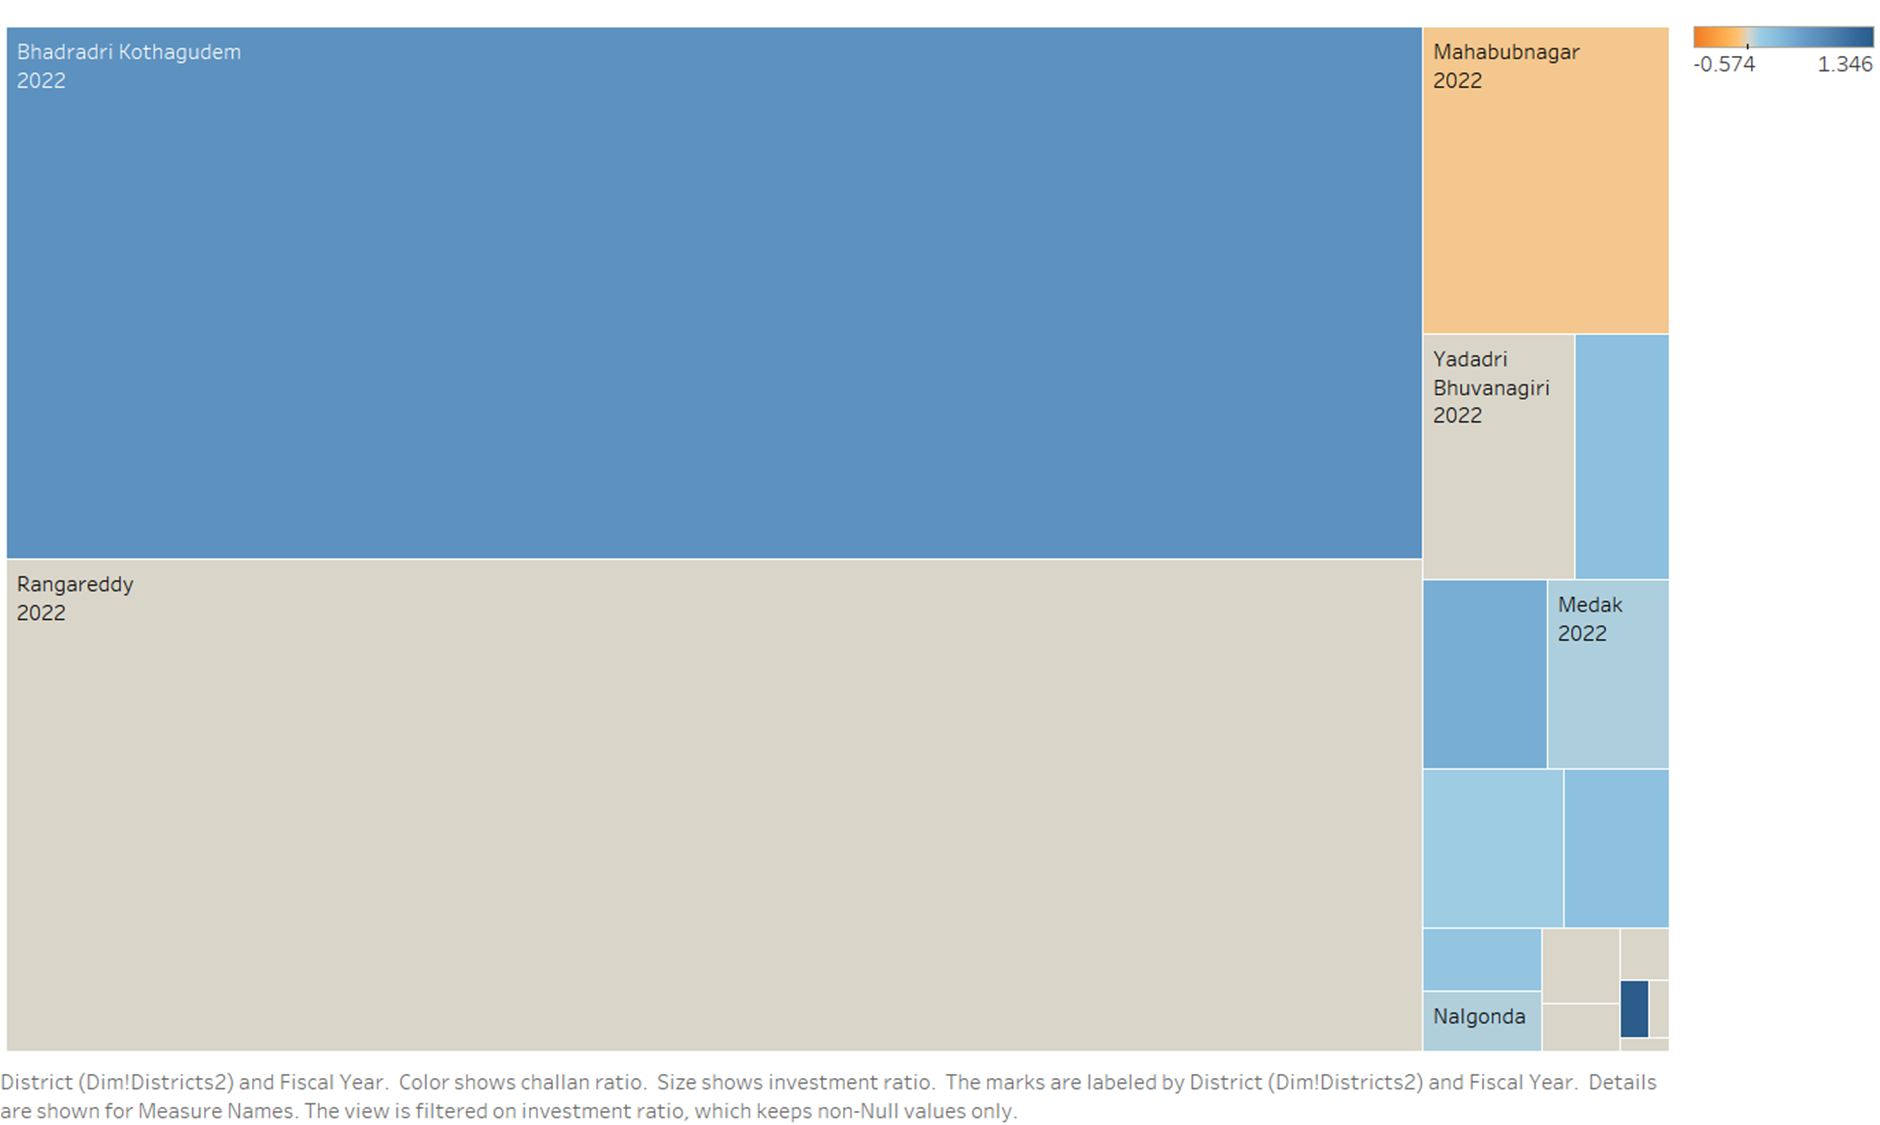 Bhadradri Kothagudem
2022
Mahabubnagar
2022
-0.574 1.346
Yadadri
Bhuvanagiri
2022
Rangareddy
2022
Medak
2022
Nalgonda
District (Dim!Districts2) and Fiscal Year.  Color shows challan ratio.  Size shows investment ratio.  The marks are labeled by District (Dim!Districts2) and Fiscal Year.  Details
are shown for Measure Names. The view is filtered on investment ratio, which keeps non-Null values only.